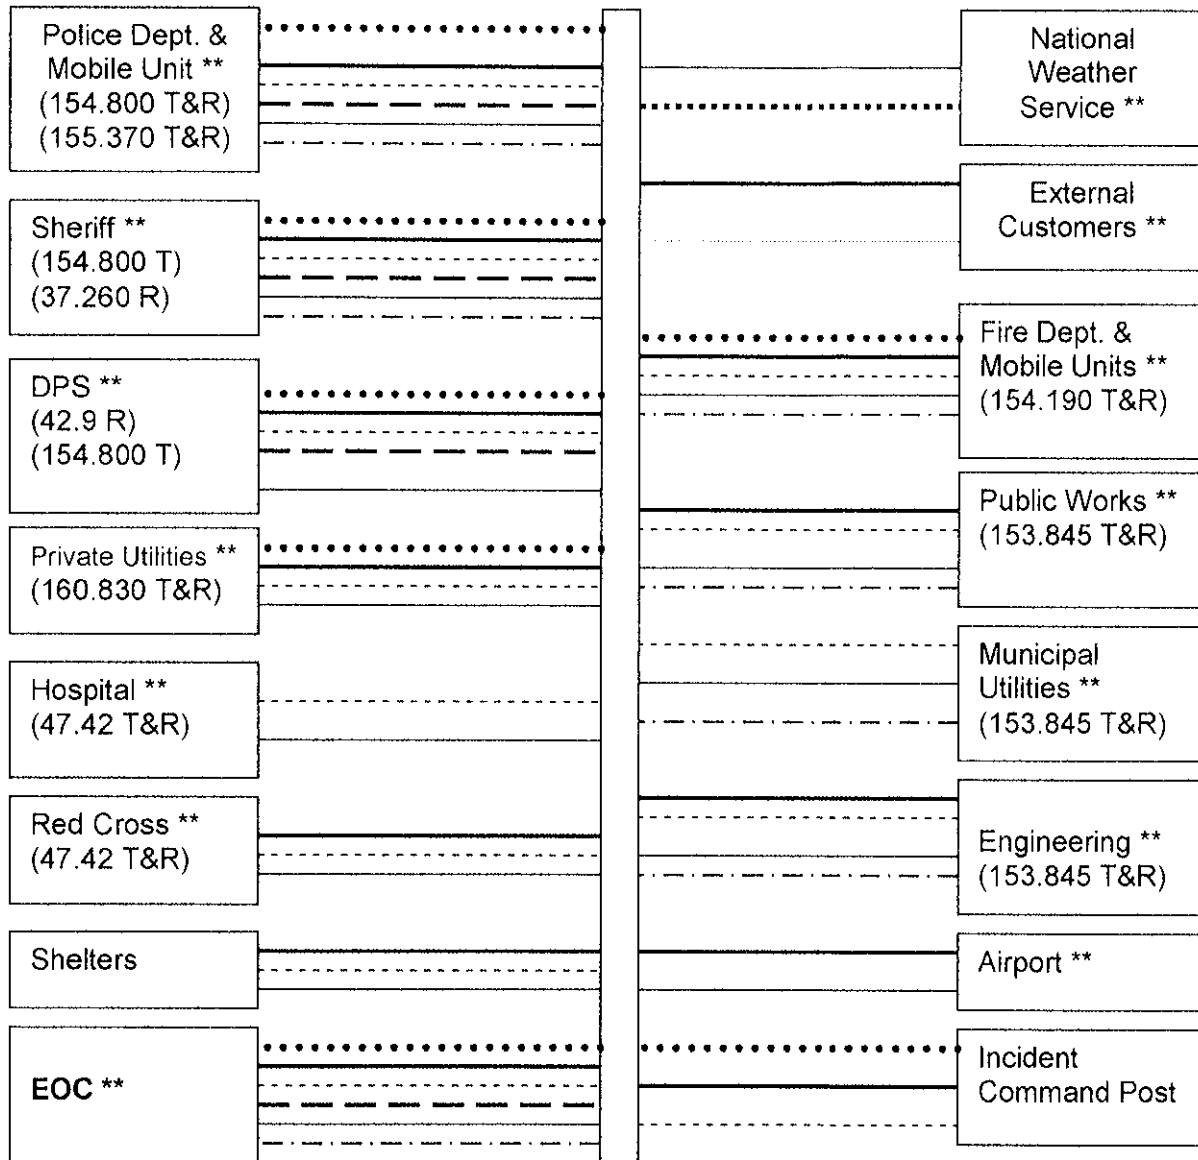 Police Dept. &
Mobile Unit **
(154.800 T&R)
(155.370 T&R)
Sheriff **
(154.800 T)
(37.260 R)
DPS **
(42.9 R)
(154.800 T)
Private Utilities **
(160.830 T&R)
Hospital **
(47.42 T&R)
Red Cross **
(47.42 T&R)
Shelters
EOC **
National
Weather
Service **
External
Customers **
Fire Dept. &
Mobile Units **
(154.190 T&R)
Public Works **
(153.845 T&R)
Municipal
Utilities **
(153.845 T&R)
Engineering **
(153.845 T&R)
Airport **
Incident
Command Post